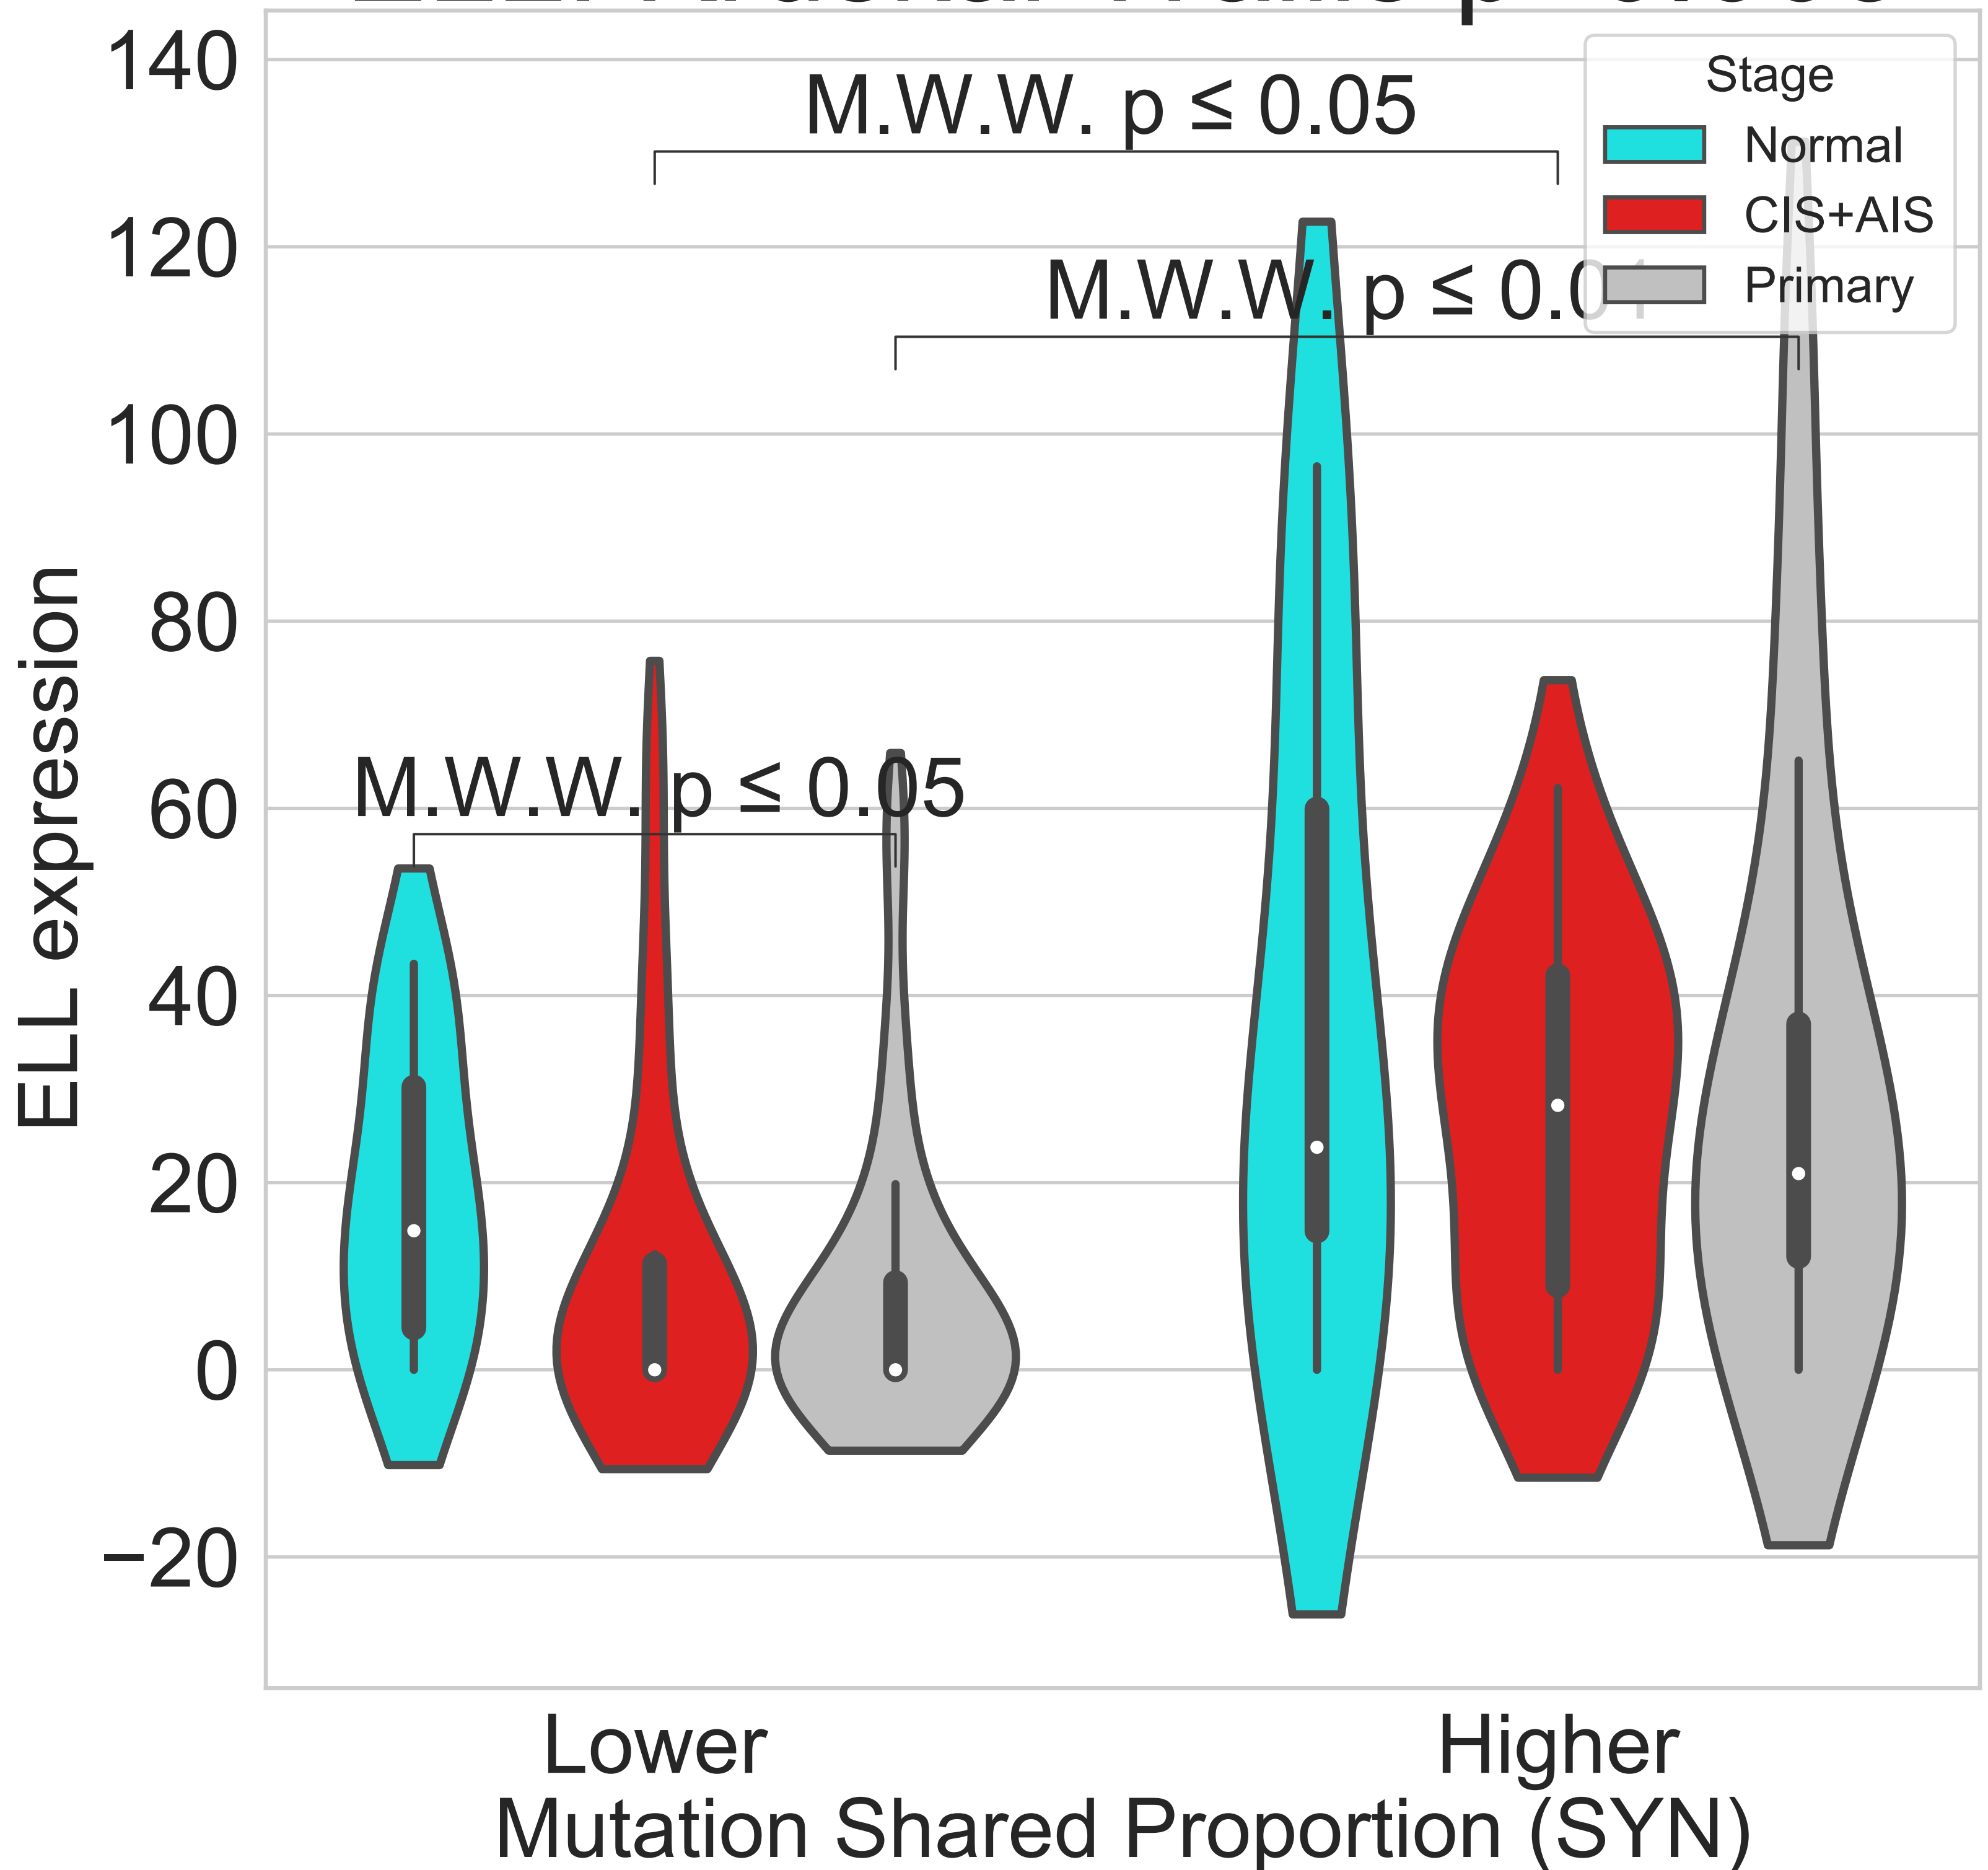 140
M.W.W. p ≤ 0.05
Stage
Normal
CIS+AIS
Primary
120
M.W.W. p ≤ 0.01
100
80
M.W.W. p ≤ 0.05
60
40
20
0
−20
ELL expression
Lower
Higher
Mutation Shared Proportion (SYN)